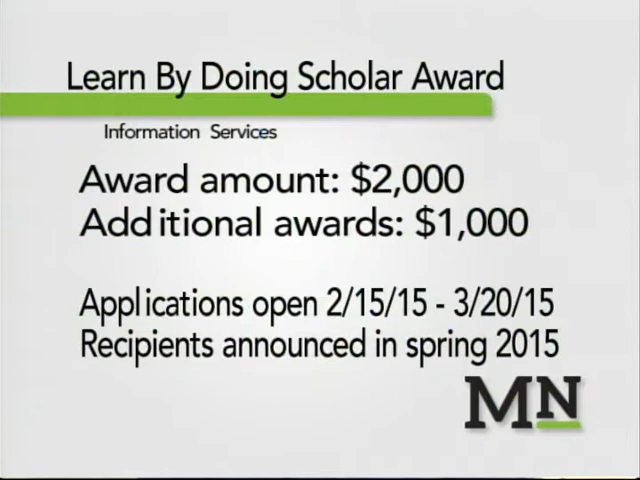 Learn By Doing Scholar Award
Information Services
Award amount: $2,000
Additional awards: $1,000
Applications open 2/15/15 - 3/20/15
Recipients announced in spring 2015
MN